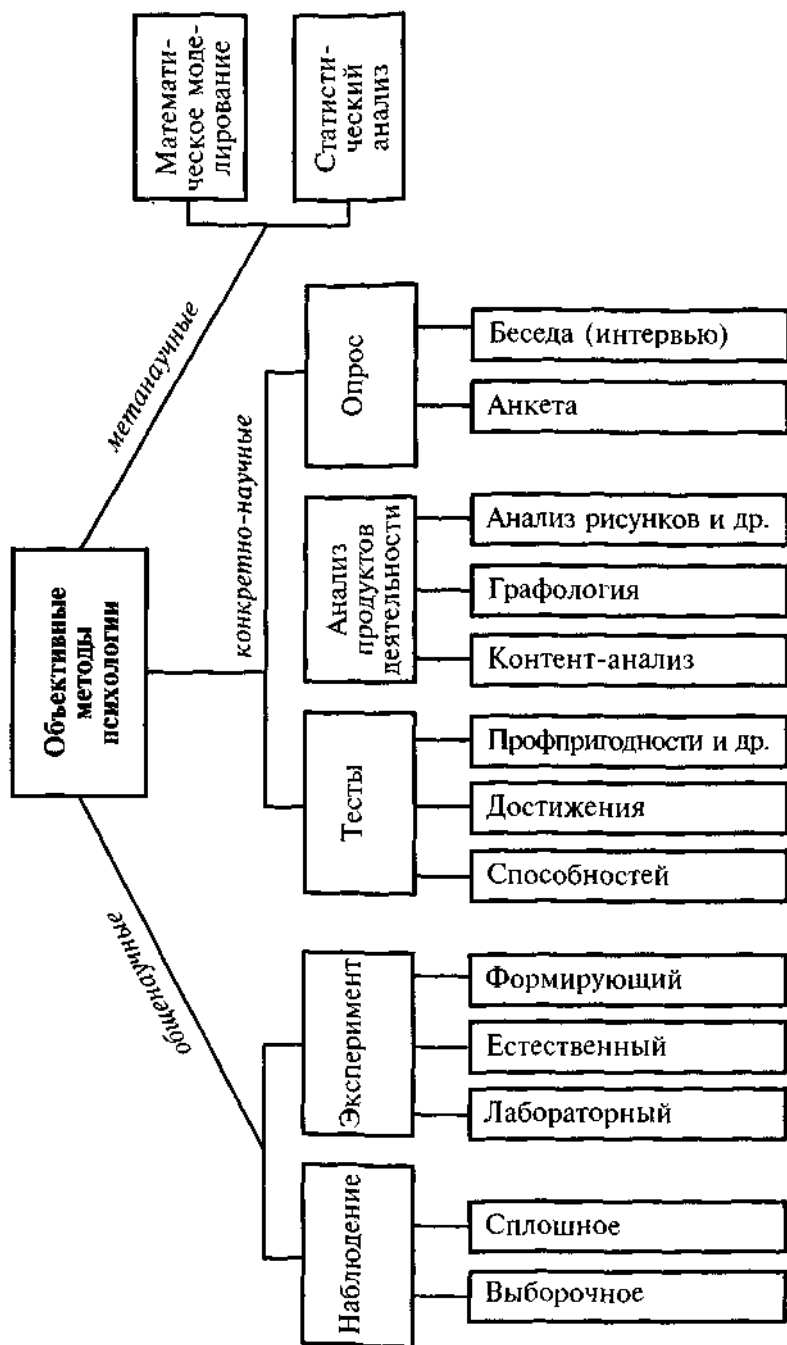 Объективные
методы
психологии
общенаучные
конкретно-научные
метанаучные
Наблюдение
Выборочное
Сплошное
Эксперимент
Лабораторный
Естественный
Формирующий
Тесты
Способностей
Достижения
Профпригодности и др.
Анализ
продуктов
деятельности
Контент-анализ
Графология
Анализ рисунков и др.
Опрос
Анкета
Беседа (интервью)
Математи-
ческое моде-
лирование
Статисти-
ческий
анализ